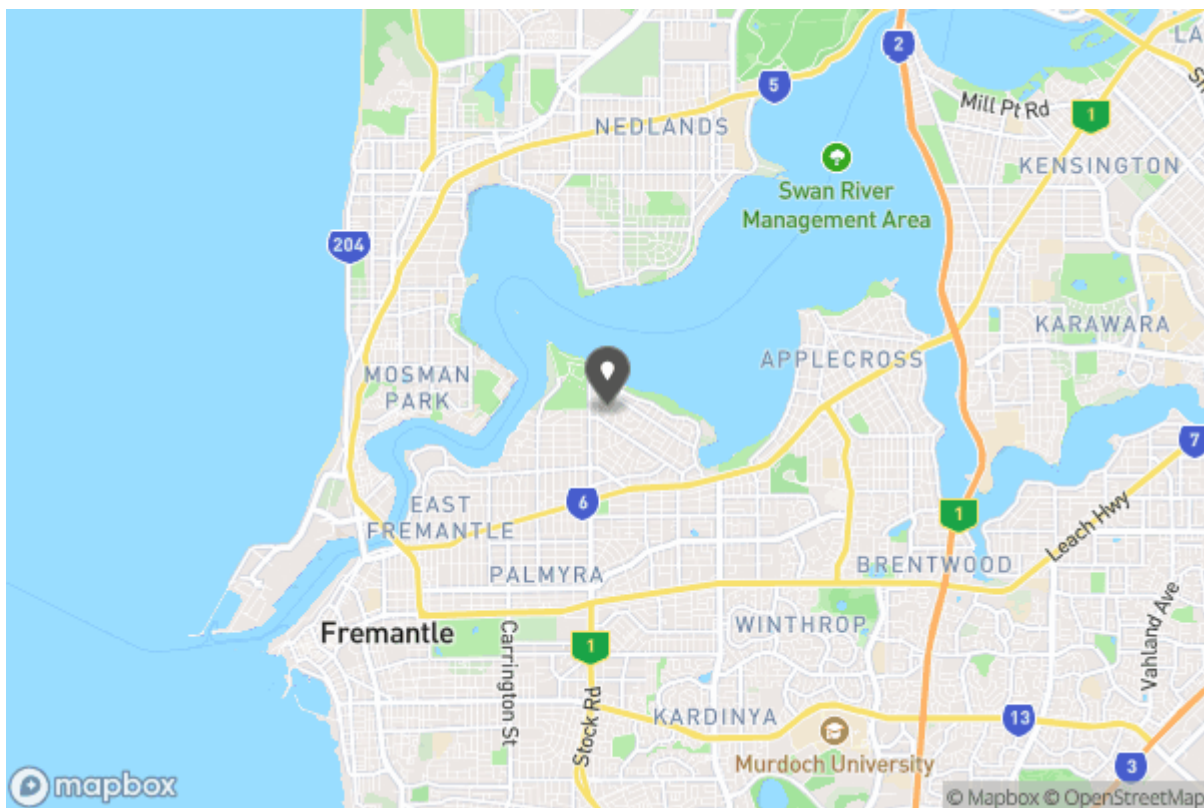 2
LA
5
Mill Pt Rd
1
NEDLANDS
KENSINGTON
Swan River
Management Area
204
KARAWARA
APPLECROSS
MOSMAN
PARK
7
6
EAST
FREMANTLE
1
Leach Hwy
BRENTWOOD
PALMYRA
Fremantle
Carrington St
1
Stock Rd
WINTHROP
Vahland Ave
KARDINYA
13
Murdoch University
3
mapbox
© Mapbox © OpenStreetMap